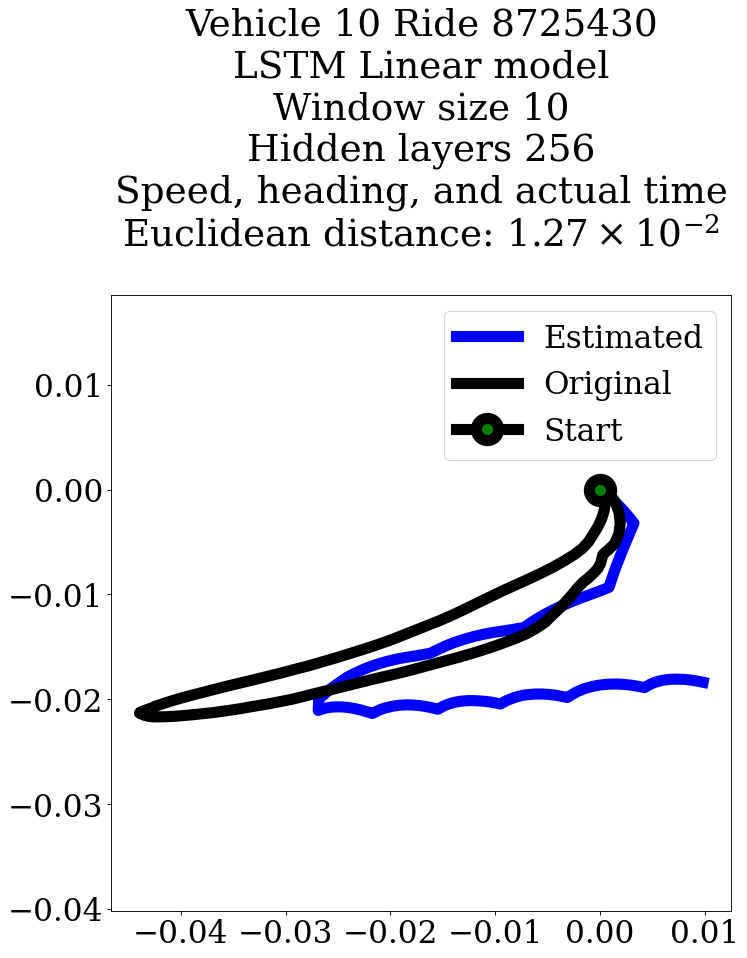 Vehicle 10 Ride 8725430
LSTM Linear model
Window size 10
Hidden layers 256
Speed, heading, and actual time
Euclidean distance: 1.27 × 10⁻²
Estimated
Original
Start
0.01
0.00
−0.01
−0.02
−0.03
−0.04
−0.04 −0.03 −0.02 −0.01 0.00 0.01